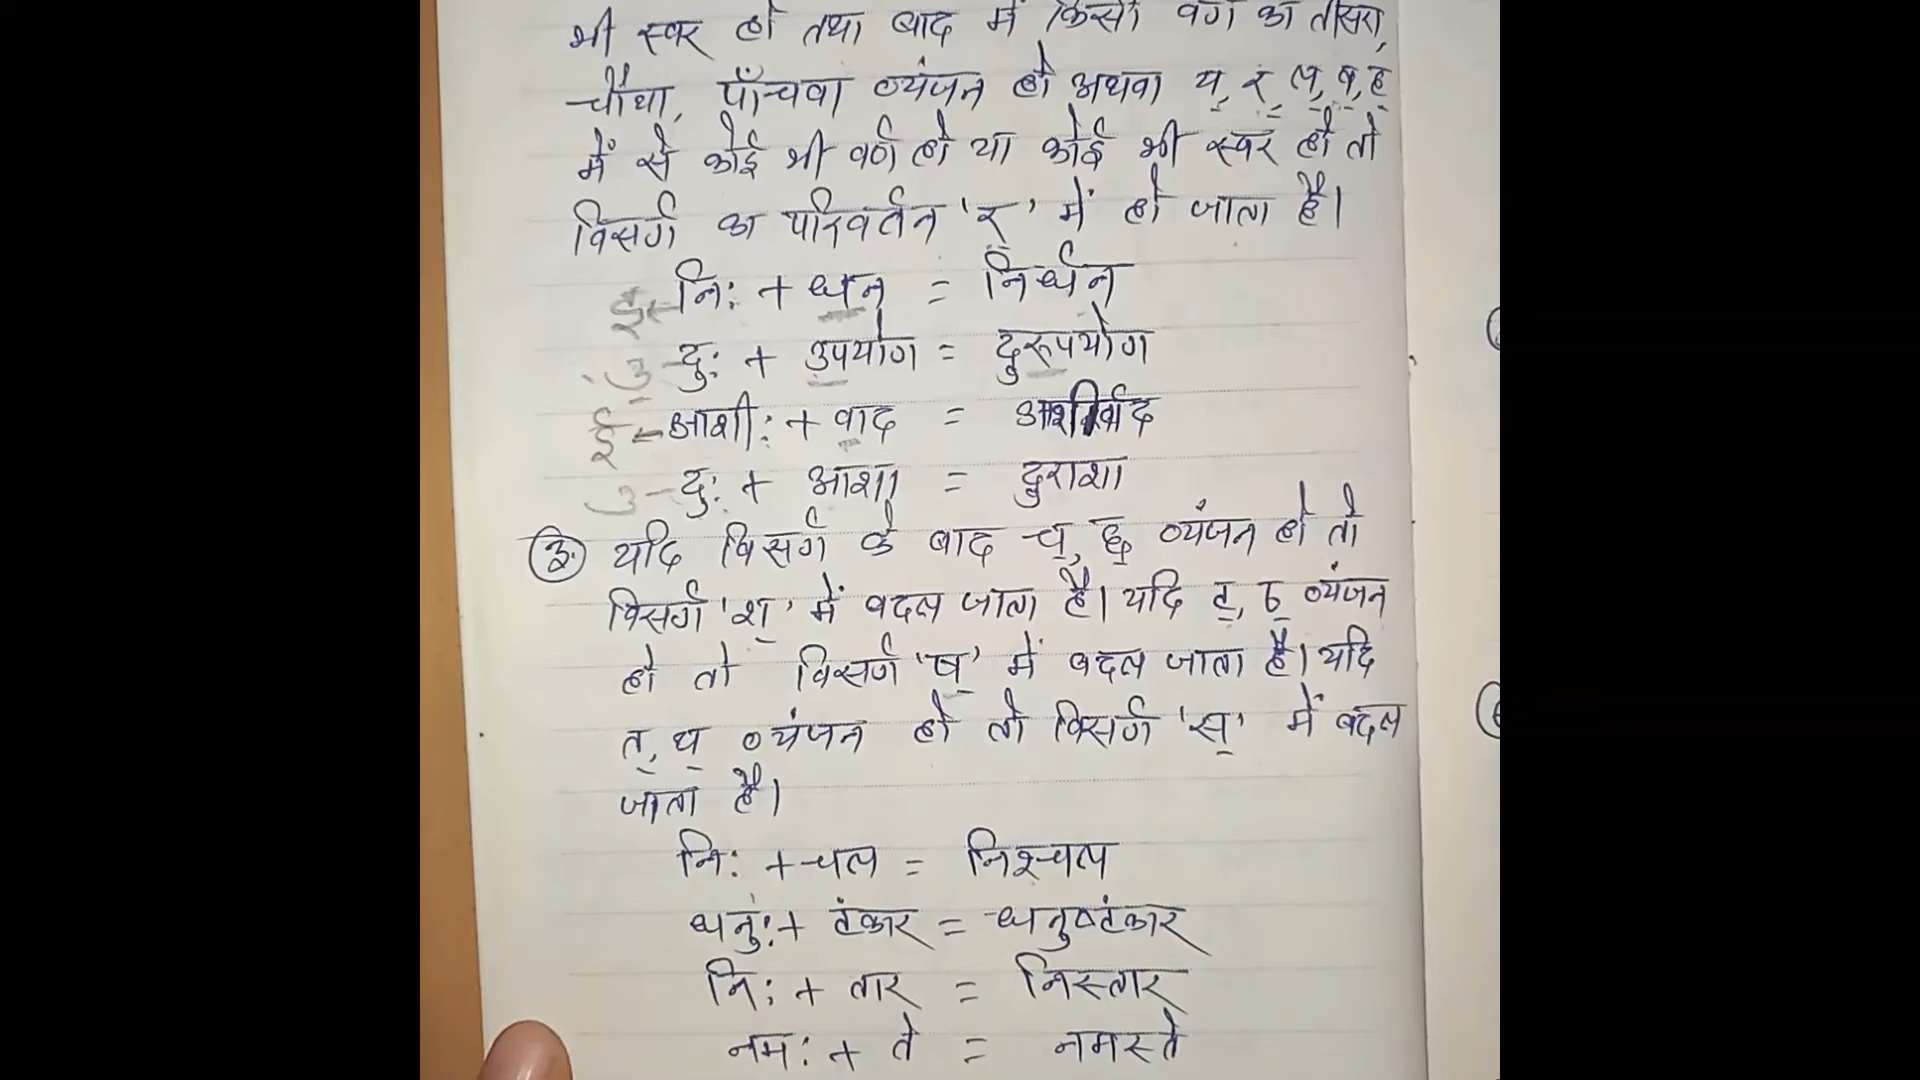 भी स्वर हो तथा बाद में किसी वर्ग का तीसरा,
चौथा, पाँचवा व्यंजन हो अथवा य्, र्, ल्, व्, ह्
में से कोई भी वर्ण हो या कोई भी स्वर हो तो
विसर्ग का परिवर्तन 'र्' में हो जाता है।
इ← निः + धन = निर्धन
उ- दुः + उपयोग = दुरूपयोग
ई← आशीः + वाद = आशीर्वाद
उ- दुः + आशा = दुराशा
३. यदि विसर्ग के बाद च्, छ् व्यंजन हो तो
विसर्ग 'श्' में बदल जाता है। यदि ट्, ठ् व्यंजन
हो तो विसर्ग 'ष्' में बदल जाता है। यदि
त्, थ् व्यंजन हो तो विसर्ग 'स्' में बदल
जाता है।
निः + चल = निश्चल
धनुः + टंकार = धनुष्टंकार
निः + तार = निस्तार
नमः + ते = नमस्ते